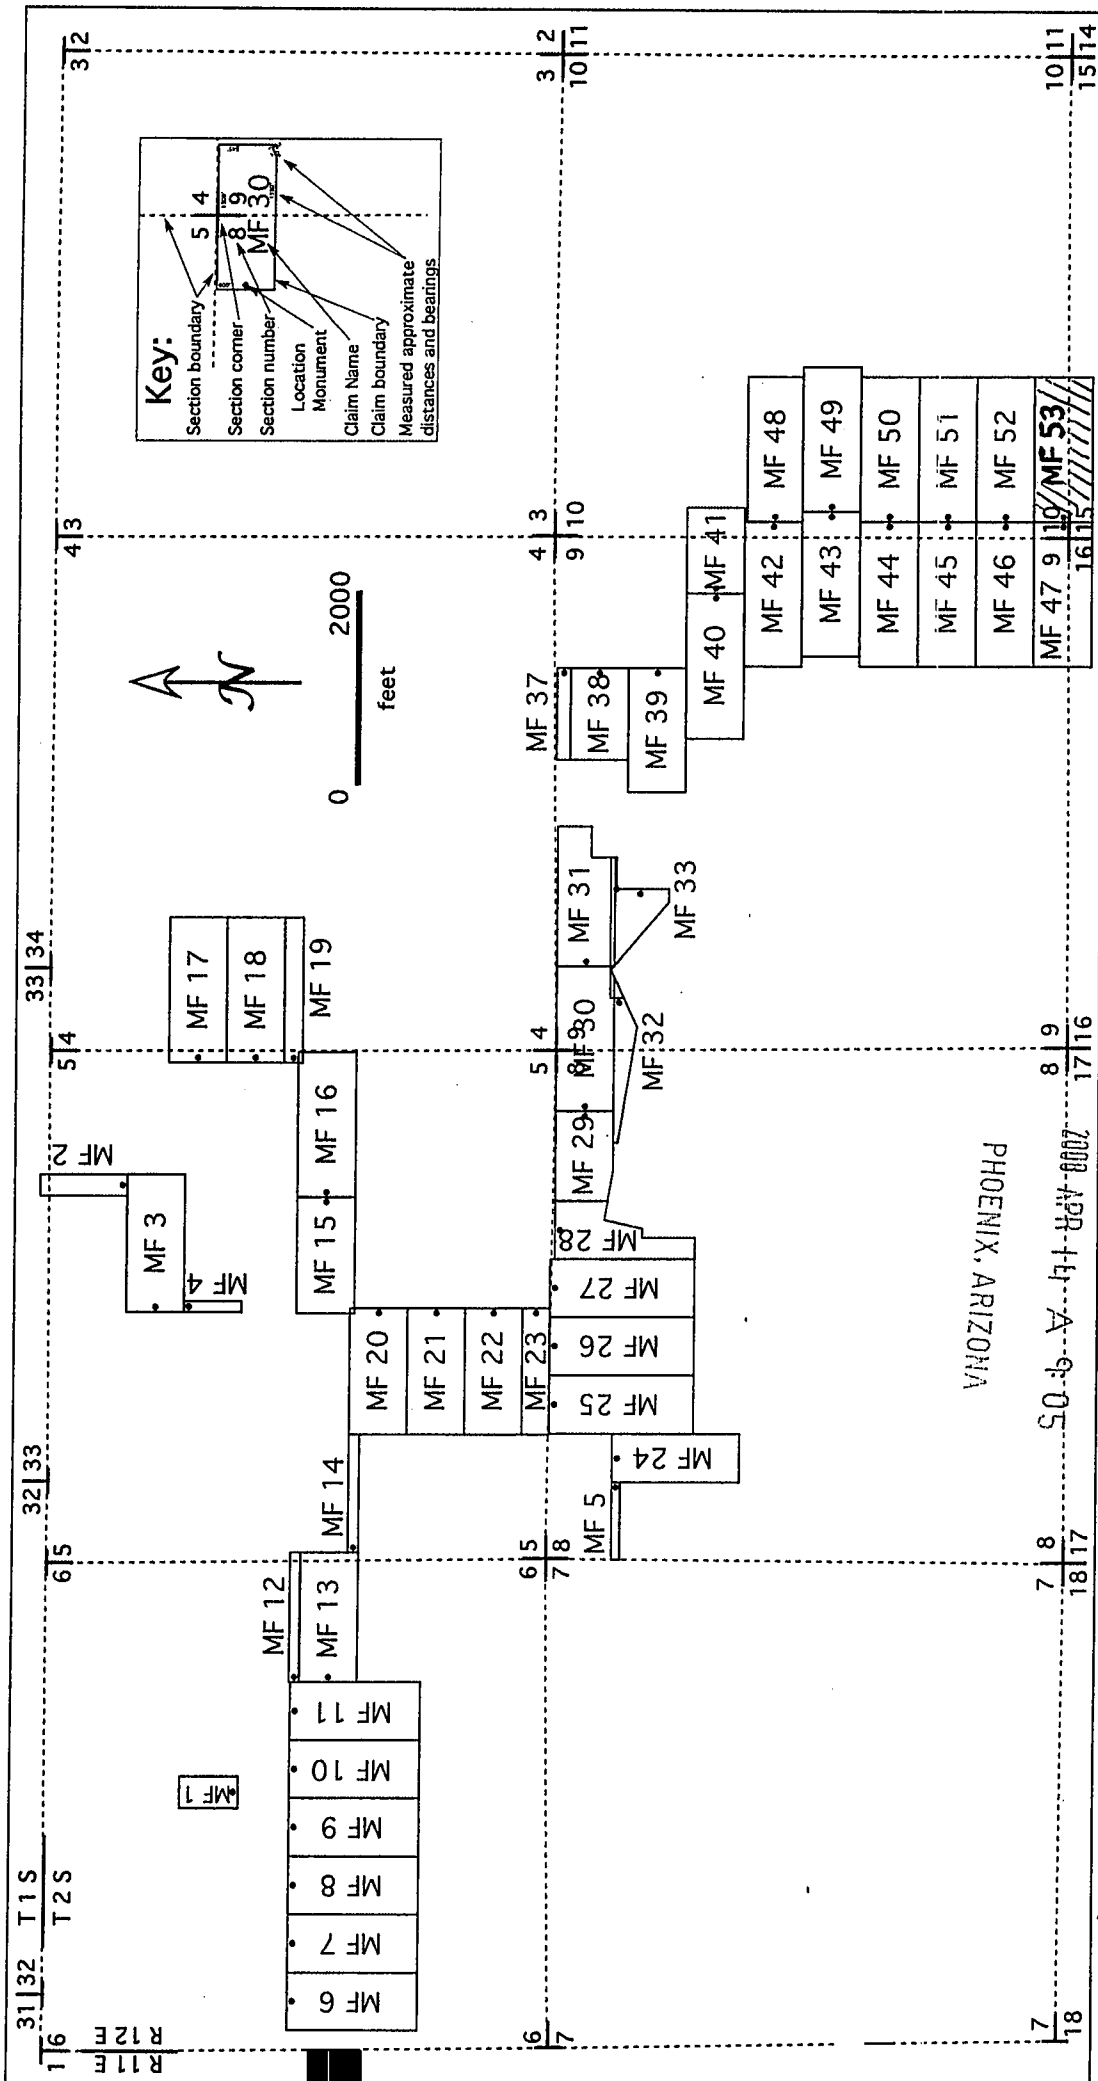 31|32 T1S
T2S
32|33
33|34
1 6
R11E R12E
6 5
5 4
4 3
3 2
Key:
Section boundary
Section corner
Section number
Location
Monument
Claim Name
Claim boundary
Measured approximate
distances and bearings
5 4
8 9
MF 30
N
0 2000
feet
MF 1
MF 2
MF 3
MF 4
MF 6
MF 7
MF 8
MF 9
MF 10
MF 11
MF 12
MF 13
MF 14
MF 15
MF 16
MF 17
MF 18
MF 19
MF 20
MF 21
MF 22
MF 23
6
7
6 5
7 8
5 4
8 9
4 3
9 10
3 2
10 11
MF 5
MF 24
MF 25
MF 26
MF 27
MF 28
MF 29
MF 30
MF 31
MF 32
MF 33
MF 37
MF 38
MF 39
MF 40
MF 41
MF 42
MF 43
MF 44
MF 45
MF 46
MF 47
MF 48
MF 49
MF 50
MF 51
MF 52
MF 53
7
18
7 8
18 17
8 9
17 16
9 10
16 15
10 11
15 14
PHOENIX, ARIZONA
2000 APR 14 A 9:05